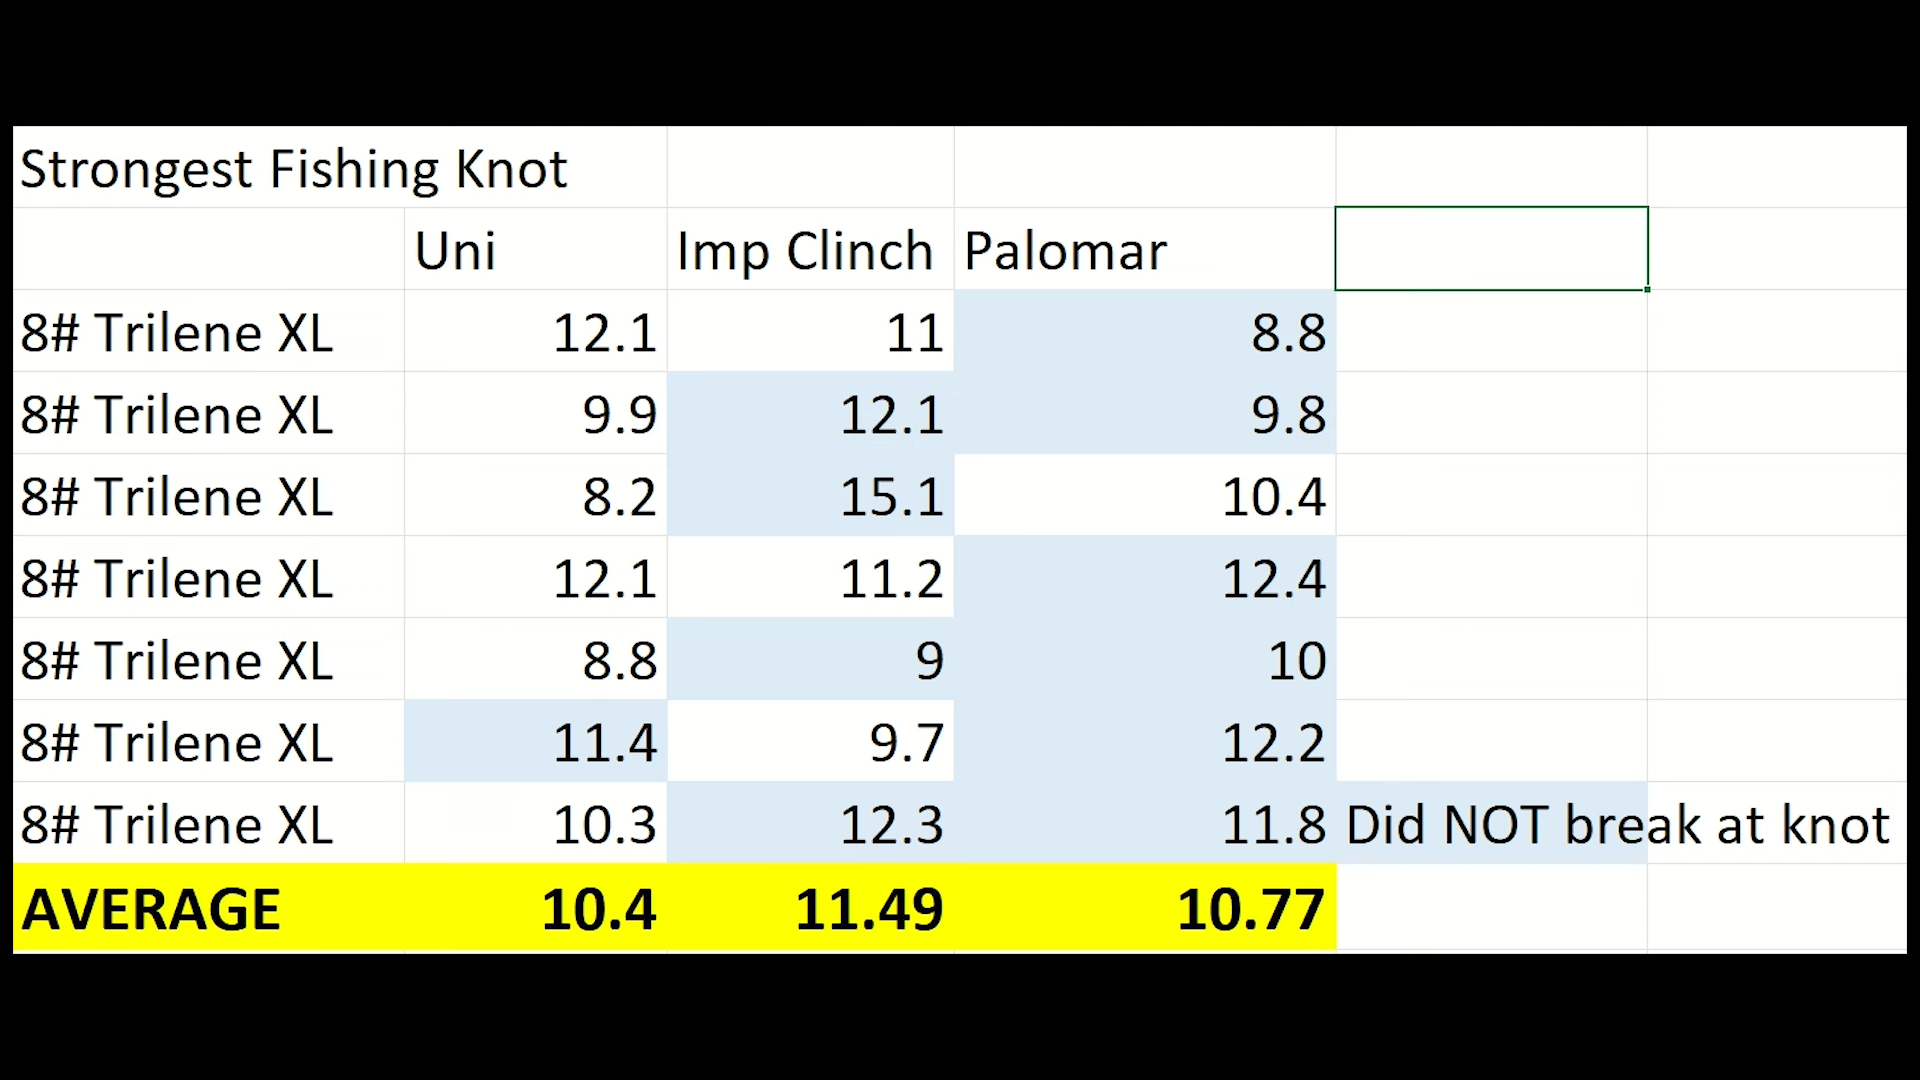 Strongest Fishing Knot
Uni Imp Clinch Palomar
8# Trilene XL 12.1 11 8.8
8# Trilene XL 9.9 12.1 9.8
8# Trilene XL 8.2 15.1 10.4
8# Trilene XL 12.1 11.2 12.4
8# Trilene XL 8.8 9 10
8# Trilene XL 11.4 9.7 12.2
8# Trilene XL 10.3 12.3 11.8 Did NOT break at knot
AVERAGE 10.4 11.49 10.77